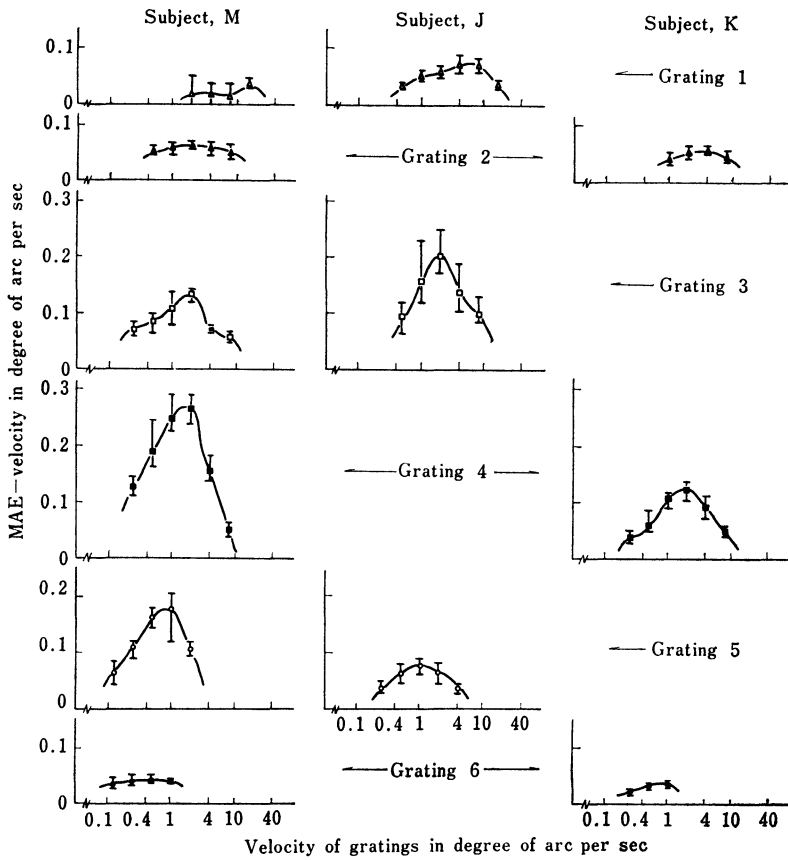 Subject, M Subject, J Subject, K
0.1
0
Grating 1
0.1
0
Grating 2
0.3
0.2
0.1
0
Grating 3
0.3
0.2
0.1
0
Grating 4
0.2
0.1
0
Grating 5
0.1 0.4 1 4 10 40
0.1
0
Grating 6
0.1 0.4 1 4 10 40 0.1 0.4 1 4 10 40
MAE-velocity in degree of arc per sec
Velocity of gratings in degree of arc per sec